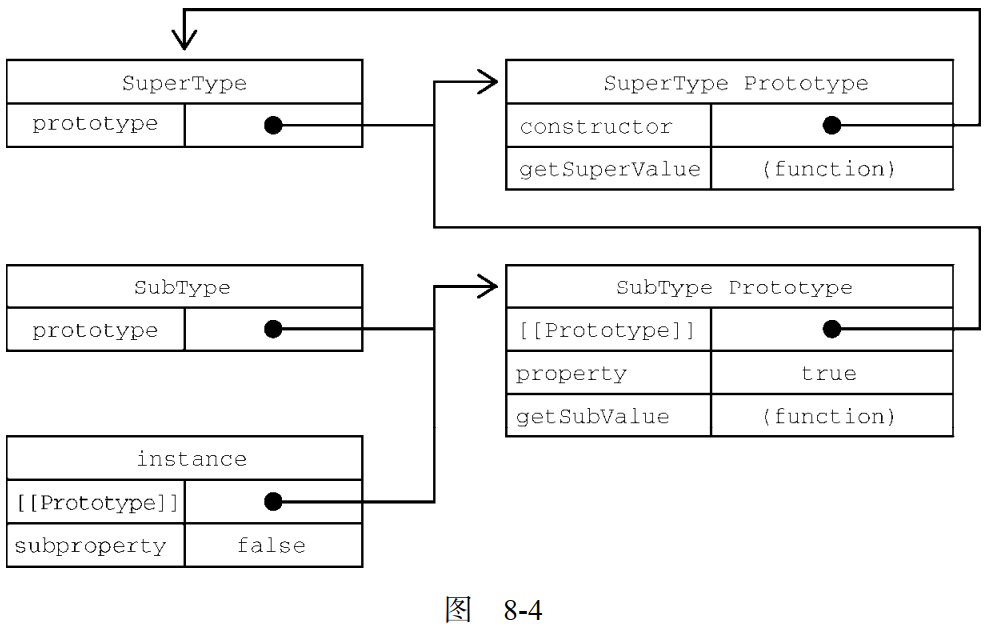 SuperType
prototype
SuperType Prototype
constructor
getSuperValue (function)
SubType
prototype
SubType Prototype
[[Prototype]]
property true
getSubValue (function)
instance
[[Prototype]]
subproperty false
图 8-4